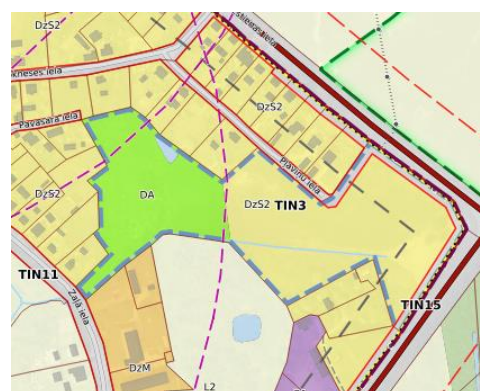 DzS2
DzS2
Pavasara iela
Pļaviņu iela
DzS2
DA
DzS2
TIN3
TIN11
Zaļā iela
TIN15
DzM
L2